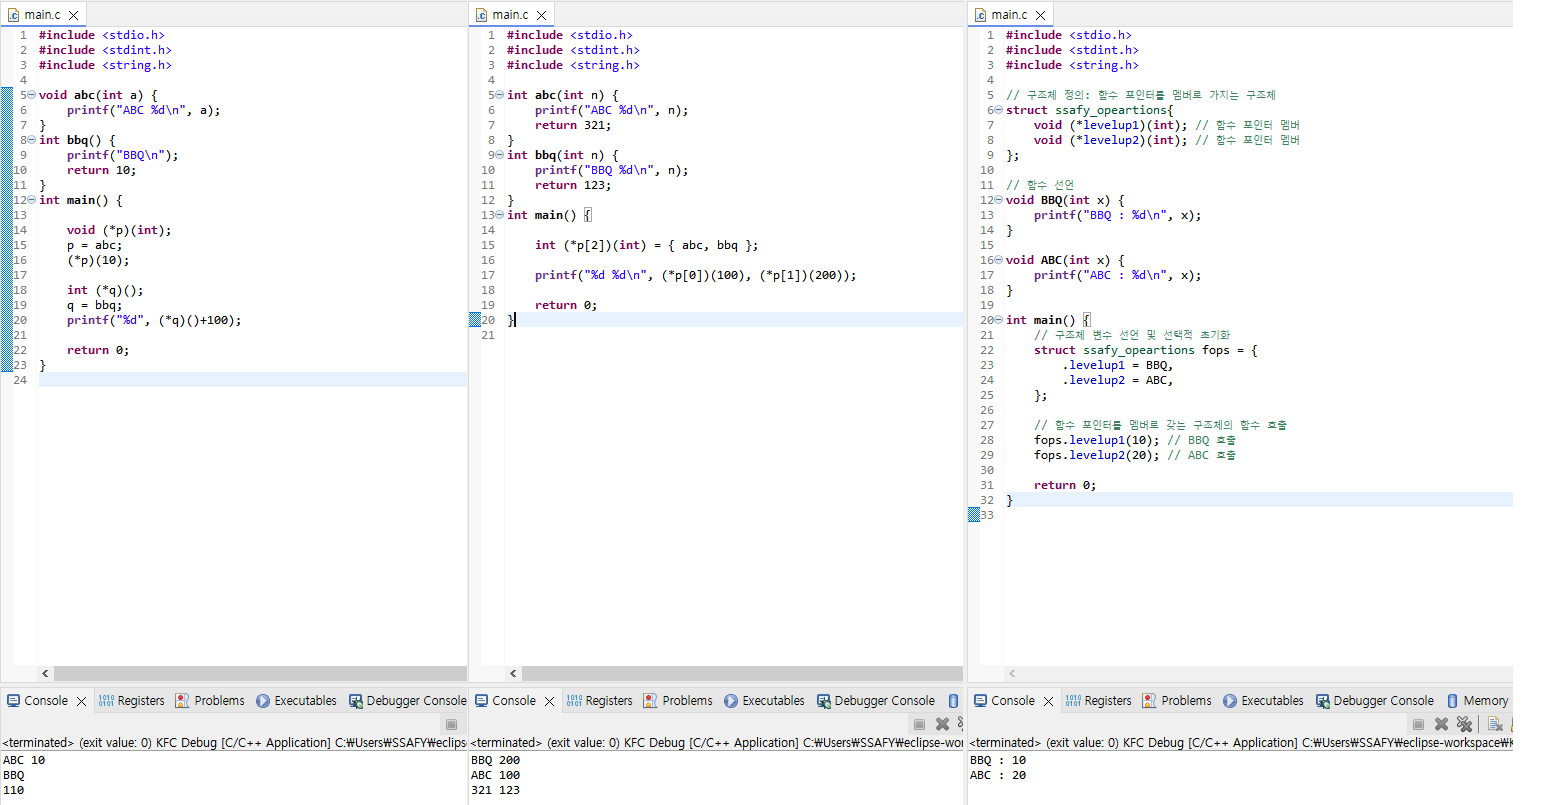 main.c
1 #include <stdio.h>
2 #include <stdint.h>
3 #include <string.h>
4
5 void abc(int a) {
6     printf("ABC %d\n", a);
7 }
8 int bbq() {
9     printf("BBQ\n");
10     return 10;
11 }
12 int main() {
13
14     void (*p)(int);
15     p = abc;
16     (*p)(10);
17
18     int (*q)();
19     q = bbq;
20     printf("%d", (*q)()+100);
21
22     return 0;
23 }
24
Console Registers Problems Executables Debugger Console
<terminated> (exit value: 0) KFC Debug [C/C++ Application] C:₩Users₩SSAFY₩eclips
ABC 10
BBQ
110
main.c
1 #include <stdio.h>
2 #include <stdint.h>
3 #include <string.h>
4
5 int abc(int n) {
6     printf("ABC %d\n", n);
7     return 321;
8 }
9 int bbq(int n) {
10     printf("BBQ %d\n", n);
11     return 123;
12 }
13 int main() {
14
15     int (*p[2])(int) = { abc, bbq };
16
17     printf("%d %d\n", (*p[0])(100), (*p[1])(200));
18
19     return 0;
20 }
21
Console Registers Problems Executables Debugger Console
<terminated> (exit value: 0) KFC Debug [C/C++ Application] C:₩Users₩SSAFY₩eclipse-wor
BBQ 200
ABC 100
321 123
main.c
1 #include <stdio.h>
2 #include <stdint.h>
3 #include <string.h>
4
5 // 구조체 정의: 함수 포인터를 멤버로 가지는 구조체
6 struct ssafy_opeartions{
7     void (*levelup1)(int); // 함수 포인터 멤버
8     void (*levelup2)(int); // 함수 포인터 멤버
9 };
10
11 // 함수 선언
12 void BBQ(int x) {
13     printf("BBQ : %d\n", x);
14 }
15
16 void ABC(int x) {
17     printf("ABC : %d\n", x);
18 }
19
20 int main() {
21     // 구조체 변수 선언 및 선택적 초기화
22     struct ssafy_opeartions fops = {
23         .levelup1 = BBQ,
24         .levelup2 = ABC,
25     };
26
27     // 함수 포인터를 멤버로 갖는 구조체의 함수 호출
28     fops.levelup1(10); // BBQ 호출
29     fops.levelup2(20); // ABC 호출
30
31     return 0;
32 }
33
Console Registers Problems Executables Debugger Console Memory
<terminated> (exit value: 0) KFC Debug [C/C++ Application] C:₩Users₩SSAFY₩eclipse-workspace₩K
BBQ : 10
ABC : 20